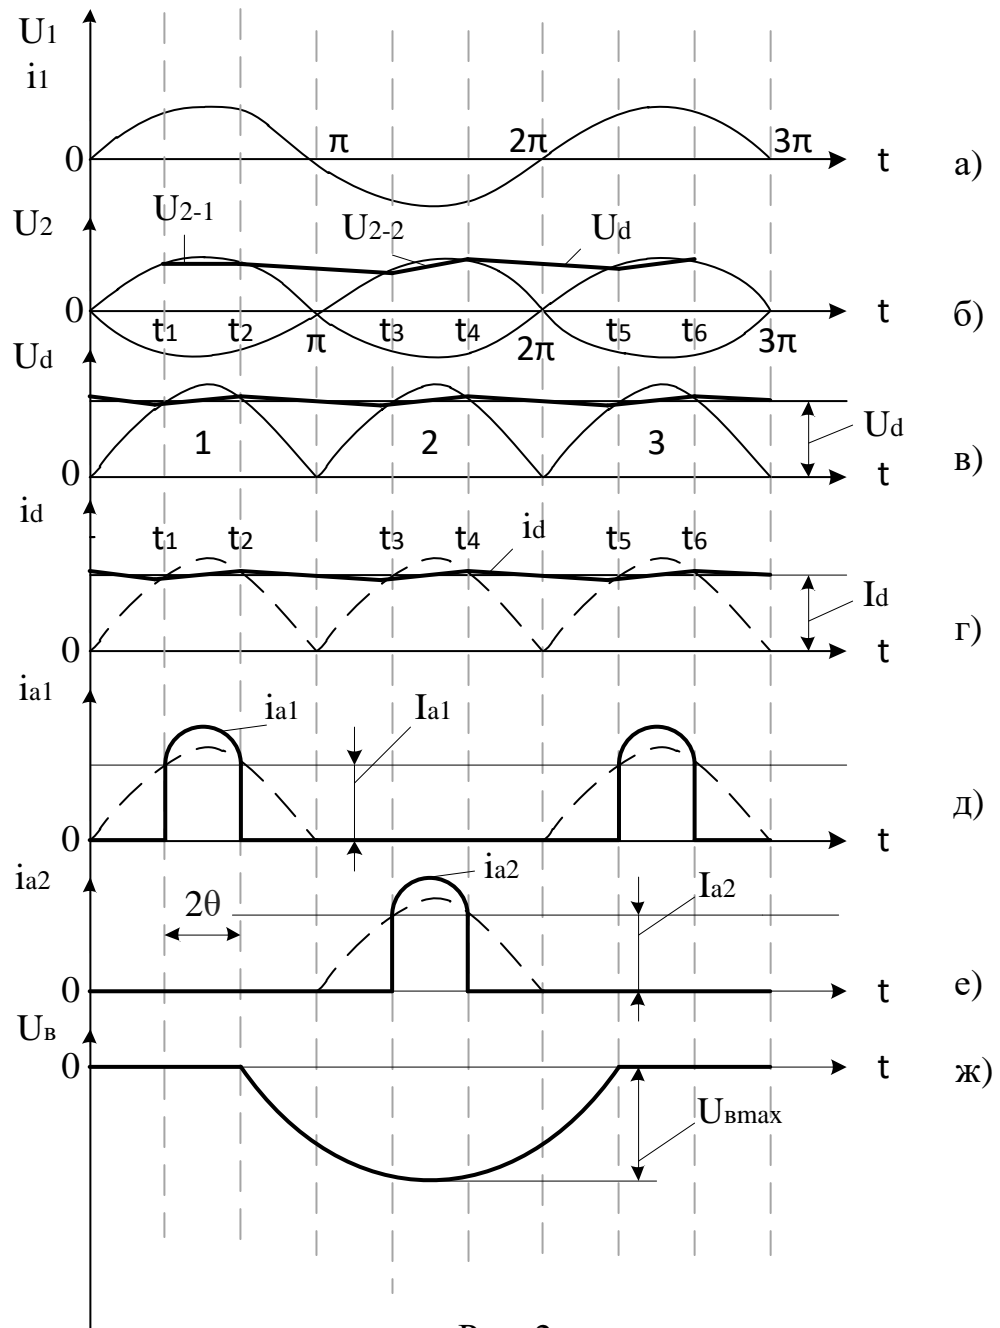 U1
i1
π 2π 3π
0 t а)
U2-1
U2 U2-2 Ud
0 t б)
t1 t2 π t3 t4 2π t5 t6 3π
Ud
1 2 3 Ud
0 t в)
id
t1 t2 t3 t4 id t5 t6
Id
0 t г)
ia1 ia1 Ia1
0 t д)
ia2 ia2 Ia2
2θ
0 t е)
Uв
0 t ж)
Uвmax